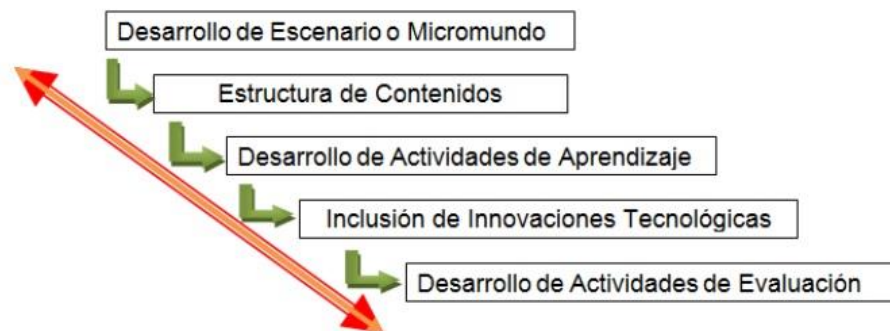 Desarrollo de Escenario o Micromundo
Estructura de Contenidos
Desarrollo de Actividades de Aprendizaje
Inclusión de Innovaciones Tecnológicas
Desarrollo de Actividades de Evaluación